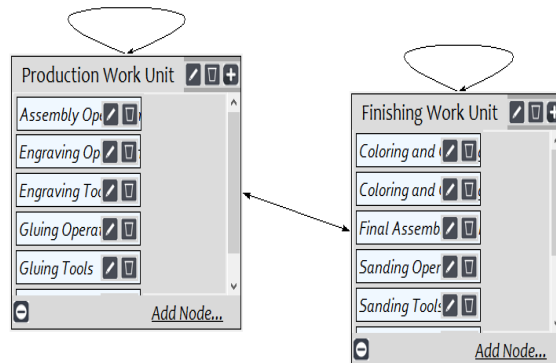 Production Work Unit
Assembly Op
Engraving Op
Engraving Too
Gluing Operat
Gluing Tools
Add Node...
Finishing Work Unit
Coloring and
Coloring and
Final Assemb
Sanding Oper
Sanding Tools
Add Node...